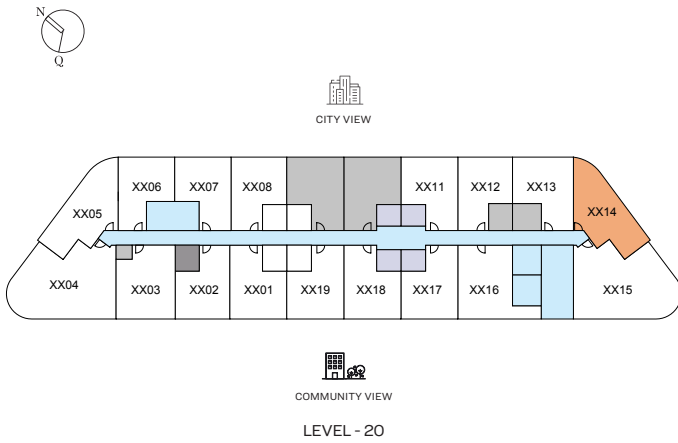 N
Q
CITY VIEW
XX06 XX07 XX08 XX11 XX12 XX13
XX05 XX14
XX04 XX03 XX02 XX01 XX19 XX18 XX17 XX16 XX15
COMMUNITY VIEW
LEVEL - 20